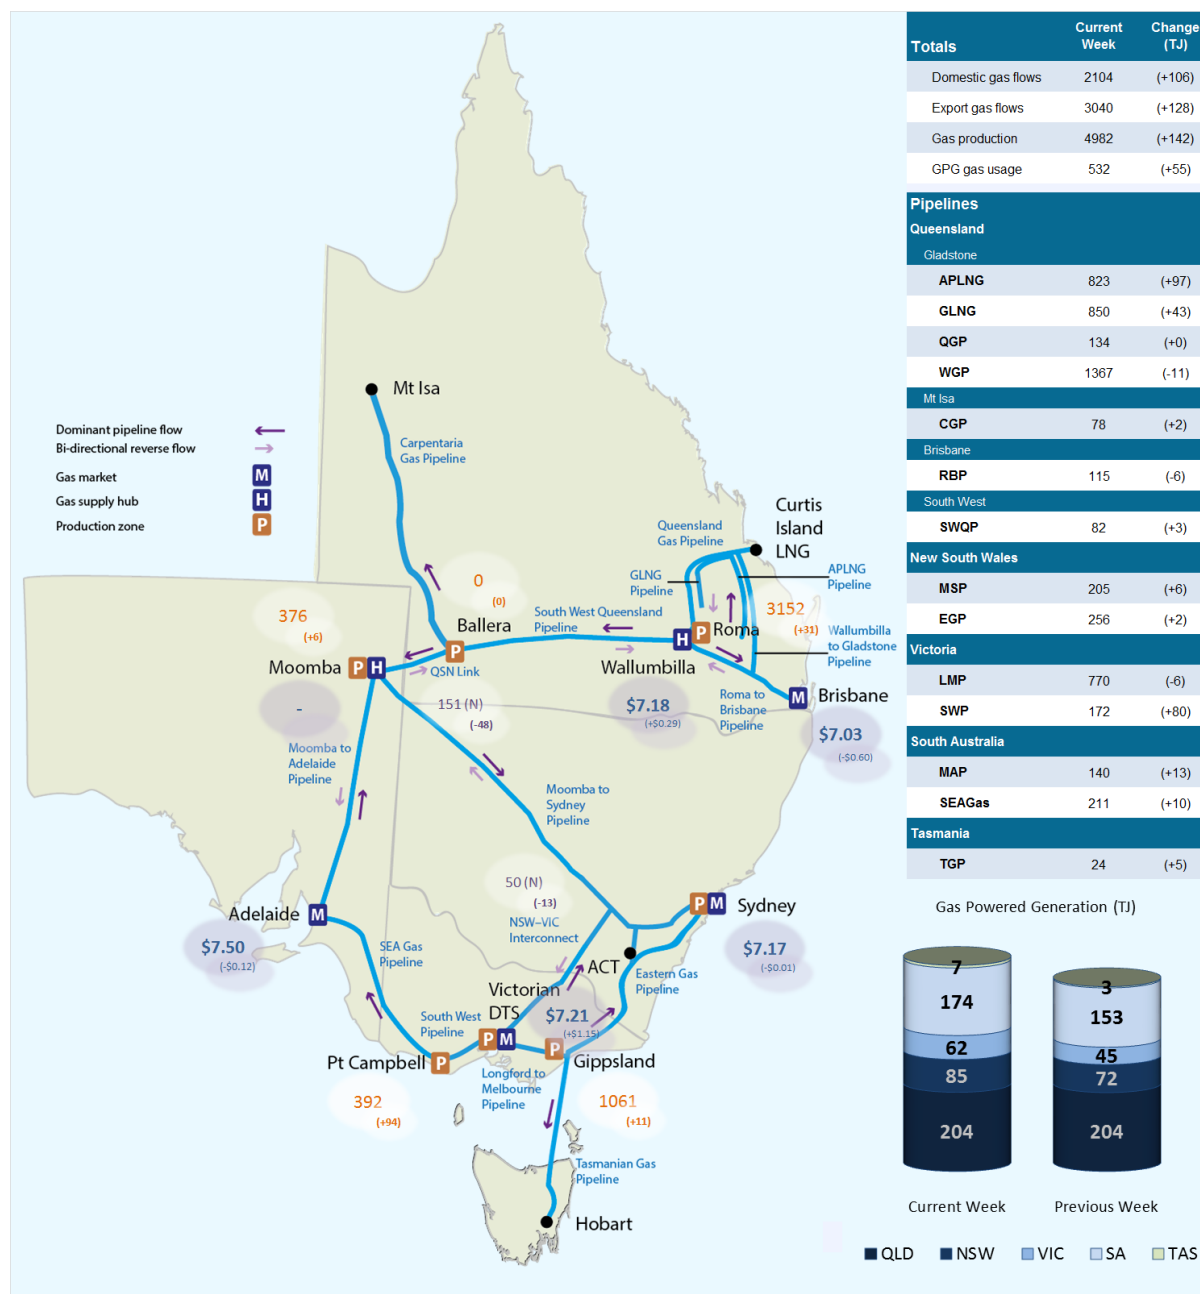 Totals Current Week Change (TJ)
Domestic gas flows 2104 (+106)
Export gas flows 3040 (+128)
Gas production 4982 (+142)
GPG gas usage 532 (+55)
Pipelines
Queensland
Gladstone
APLNG 823 (+97)
GLNG 850 (+43)
QGP 134 (+0)
WGP 1367 (-11)
Mt Isa
CGP 78 (+2)
Brisbane
RBP 115 (-6)
South West
SWQP 82 (+3)
New South Wales
MSP 205 (+6)
EGP 256 (+2)
Victoria
LMP 770 (-6)
SWP 172 (+80)
South Australia
MAP 140 (+13)
SEAGas 211 (+10)
Tasmania
TGP 24 (+5)
Gas Powered Generation (TJ)
7
174
62
85
204
3
153
45
72
204
Current Week
Previous Week
QLD NSW VIC SA TAS
Dominant pipeline flow
Bi-directional reverse flow
Gas market M
Gas supply hub H
Production zone P
Mt Isa
Carpentaria
Gas Pipeline
Curtis
Island
LNG
Queensland
Gas Pipeline
GLNG
Pipeline
APLNG
Pipeline
3152
(+31)
0
(0)
376
(+6)
Ballera
P
South West Queensland
Pipeline
H P Roma
Wallumbilla
to Gladstone
Pipeline
Moomba P H
QSN Link
Wallumbilla
-
151 (N)
(-48)
$7.18
(+$0.29)
Roma to
Brisbane
Pipeline
M Brisbane
$7.03
(-$0.60)
Moomba to
Adelaide
Pipeline
Moomba to
Sydney
Pipeline
50 (N)
(-13)
NSW-VIC
Interconnect
Adelaide M
$7.50
(-$0.12)
SEA Gas
Pipeline
P M Sydney
$7.17
(-$0.01)
ACT
Eastern Gas
Pipeline
Victorian
DTS
$7.21
(+$1.15)
South West
Pipeline
P M
P
Pt Campbell P
Gippsland
Longford to
Melbourne
Pipeline
392
(+94)
1061
(+11)
Tasmanian Gas
Pipeline
Hobart